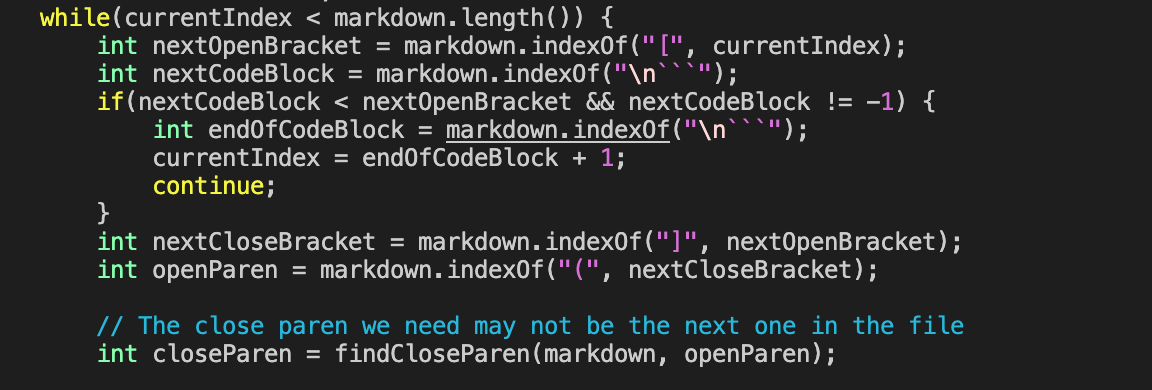 while(currentIndex < markdown.length()) {
    int nextOpenBracket = markdown.indexOf("[", currentIndex);
    int nextCodeBlock = markdown.indexOf("\n```");
    if(nextCodeBlock < nextOpenBracket && nextCodeBlock != -1) {
        int endOfCodeBlock = markdown.indexOf("\n```");
        currentIndex = endOfCodeBlock + 1;
        continue;
    }
    int nextCloseBracket = markdown.indexOf("]", nextOpenBracket);
    int openParen = markdown.indexOf("(", nextCloseBracket);

    // The close paren we need may not be the next one in the file
    int closeParen = findCloseParen(markdown, openParen);